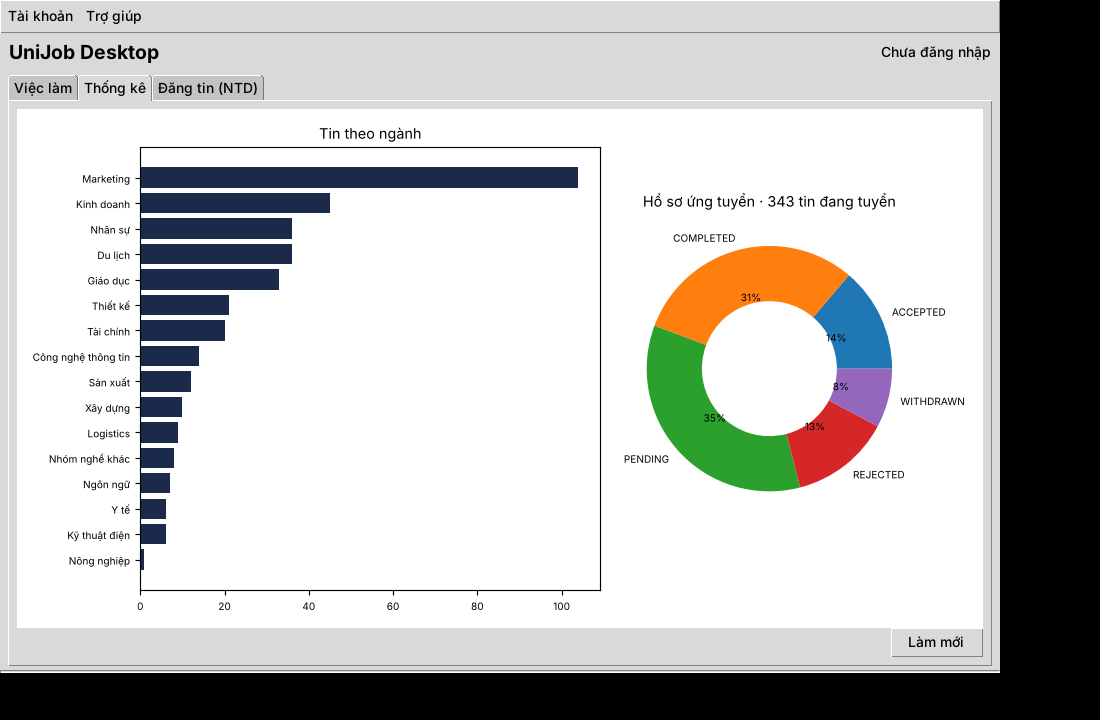 Tài khoản Trợ giúp
UniJob Desktop
Chưa đăng nhập
Việc làm
Thống kê
Đăng tin (NTD)
Tin theo ngành
Marketing
Kinh doanh
Nhân sự
Du lịch
Giáo dục
Thiết kế
Tài chính
Công nghệ thông tin
Sản xuất
Xây dựng
Logistics
Nhóm nghề khác
Ngôn ngữ
Y tế
Kỹ thuật điện
Nông nghiệp
0 20 40 60 80 100
Hồ sơ ứng tuyển · 343 tin đang tuyển
COMPLETED
31%
ACCEPTED
14%
8%
WITHDRAWN
35%
13%
PENDING
REJECTED
Làm mới